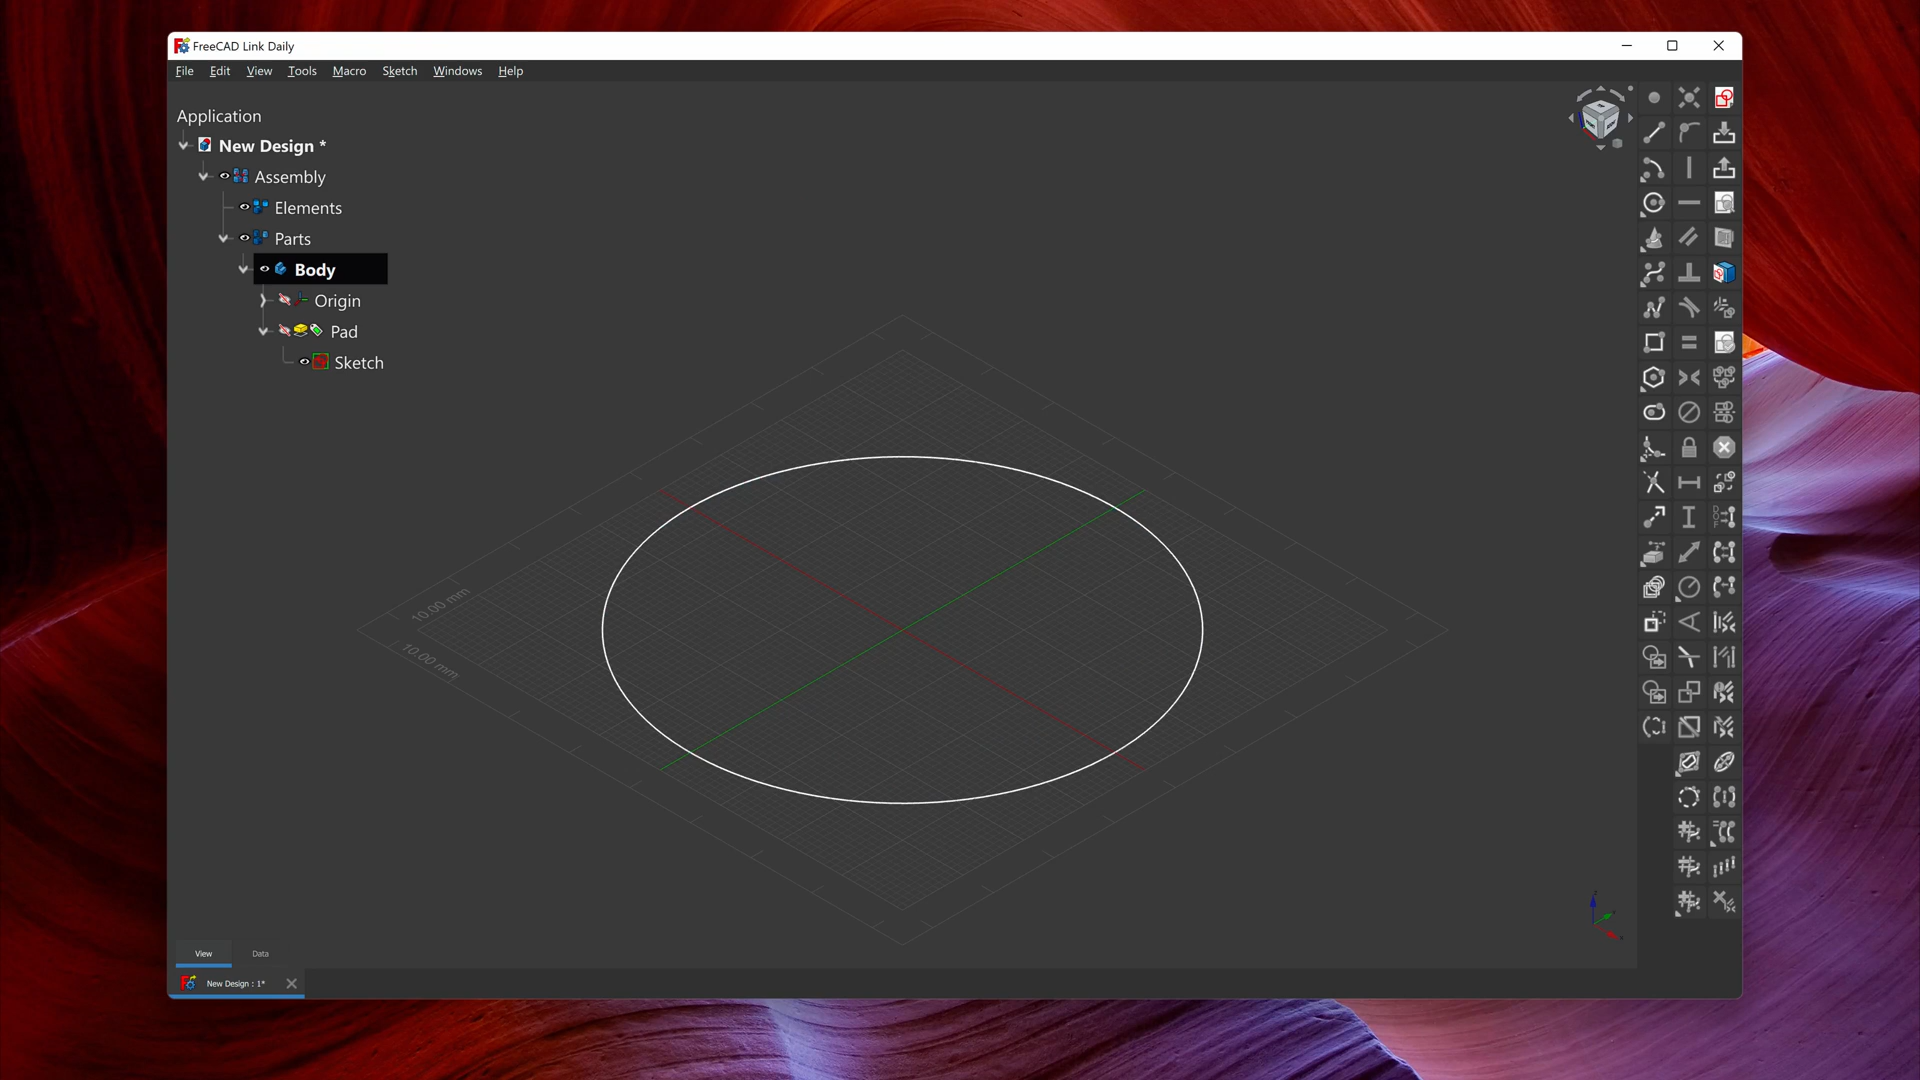 FreeCAD Link Daily
File Edit View Tools Macro Sketch Windows Help
Application
New Design *
Assembly
Elements
Parts
Body
Origin
Pad
Sketch
10.00 mm
10.00 mm
View Data
New Design : 1*